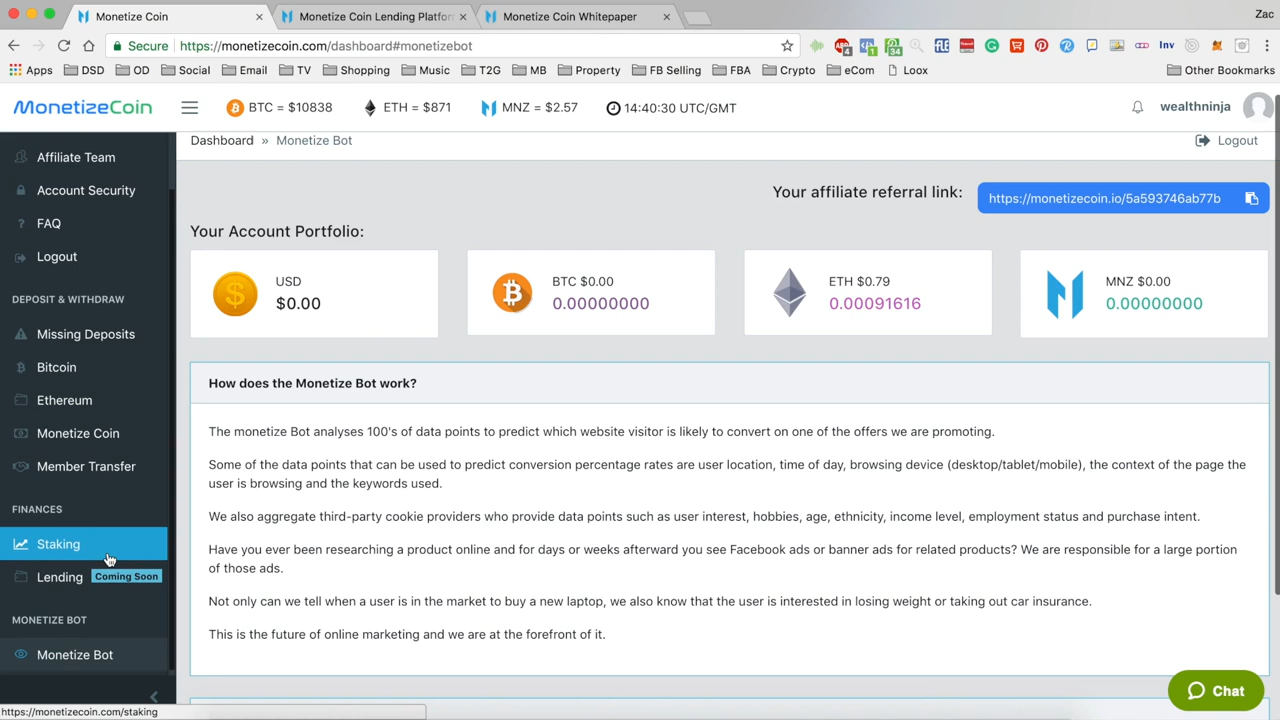 Monetize Coin
Monetize Coin Lending Platfor
Monetize Coin Whitepaper
Zac
Secure
https://monetizecoin.com/dashboard#monetizebot
Apps
DSD
OD
Social
Email
TV
Shopping
Music
T2G
MB
Property
FB Selling
FBA
Crypto
eCom
Loox
Other Bookmarks
MonetizeCoin
BTC = $10838
ETH = $871
MNZ = $2.57
14:40:30 UTC/GMT
wealthninja
Affiliate Team
Account Security
FAQ
Logout
DEPOSIT & WITHDRAW
Missing Deposits
Bitcoin
Ethereum
Monetize Coin
Member Transfer
FINANCES
Staking
Lending Coming Soon
MONETIZE BOT
Monetize Bot
Dashboard » Monetize Bot
Logout
Your affiliate referral link:
https://monetizecoin.io/5a593746ab77b
Your Account Portfolio:
USD
$0.00
BTC $0.00
0.00000000
ETH $0.79
0.00091616
MNZ $0.00
0.00000000
How does the Monetize Bot work?
The monetize Bot analyses 100's of data points to predict which website visitor is likely to convert on one of the offers we are promoting.
Some of the data points that can be used to predict conversion percentage rates are user location, time of day, browsing device (desktop/tablet/mobile), the context of the page the
user is browsing and the keywords used.
We also aggregate third-party cookie providers who provide data points such as user interest, hobbies, age, ethnicity, income level, employment status and purchase intent.
Have you ever been researching a product online and for days or weeks afterward you see Facebook ads or banner ads for related products? We are responsible for a large portion
of those ads.
Not only can we tell when a user is in the market to buy a new laptop, we also know that the user is interested in losing weight or taking out car insurance.
This is the future of online marketing and we are at the forefront of it.
Chat
https://monetizecoin.com/staking